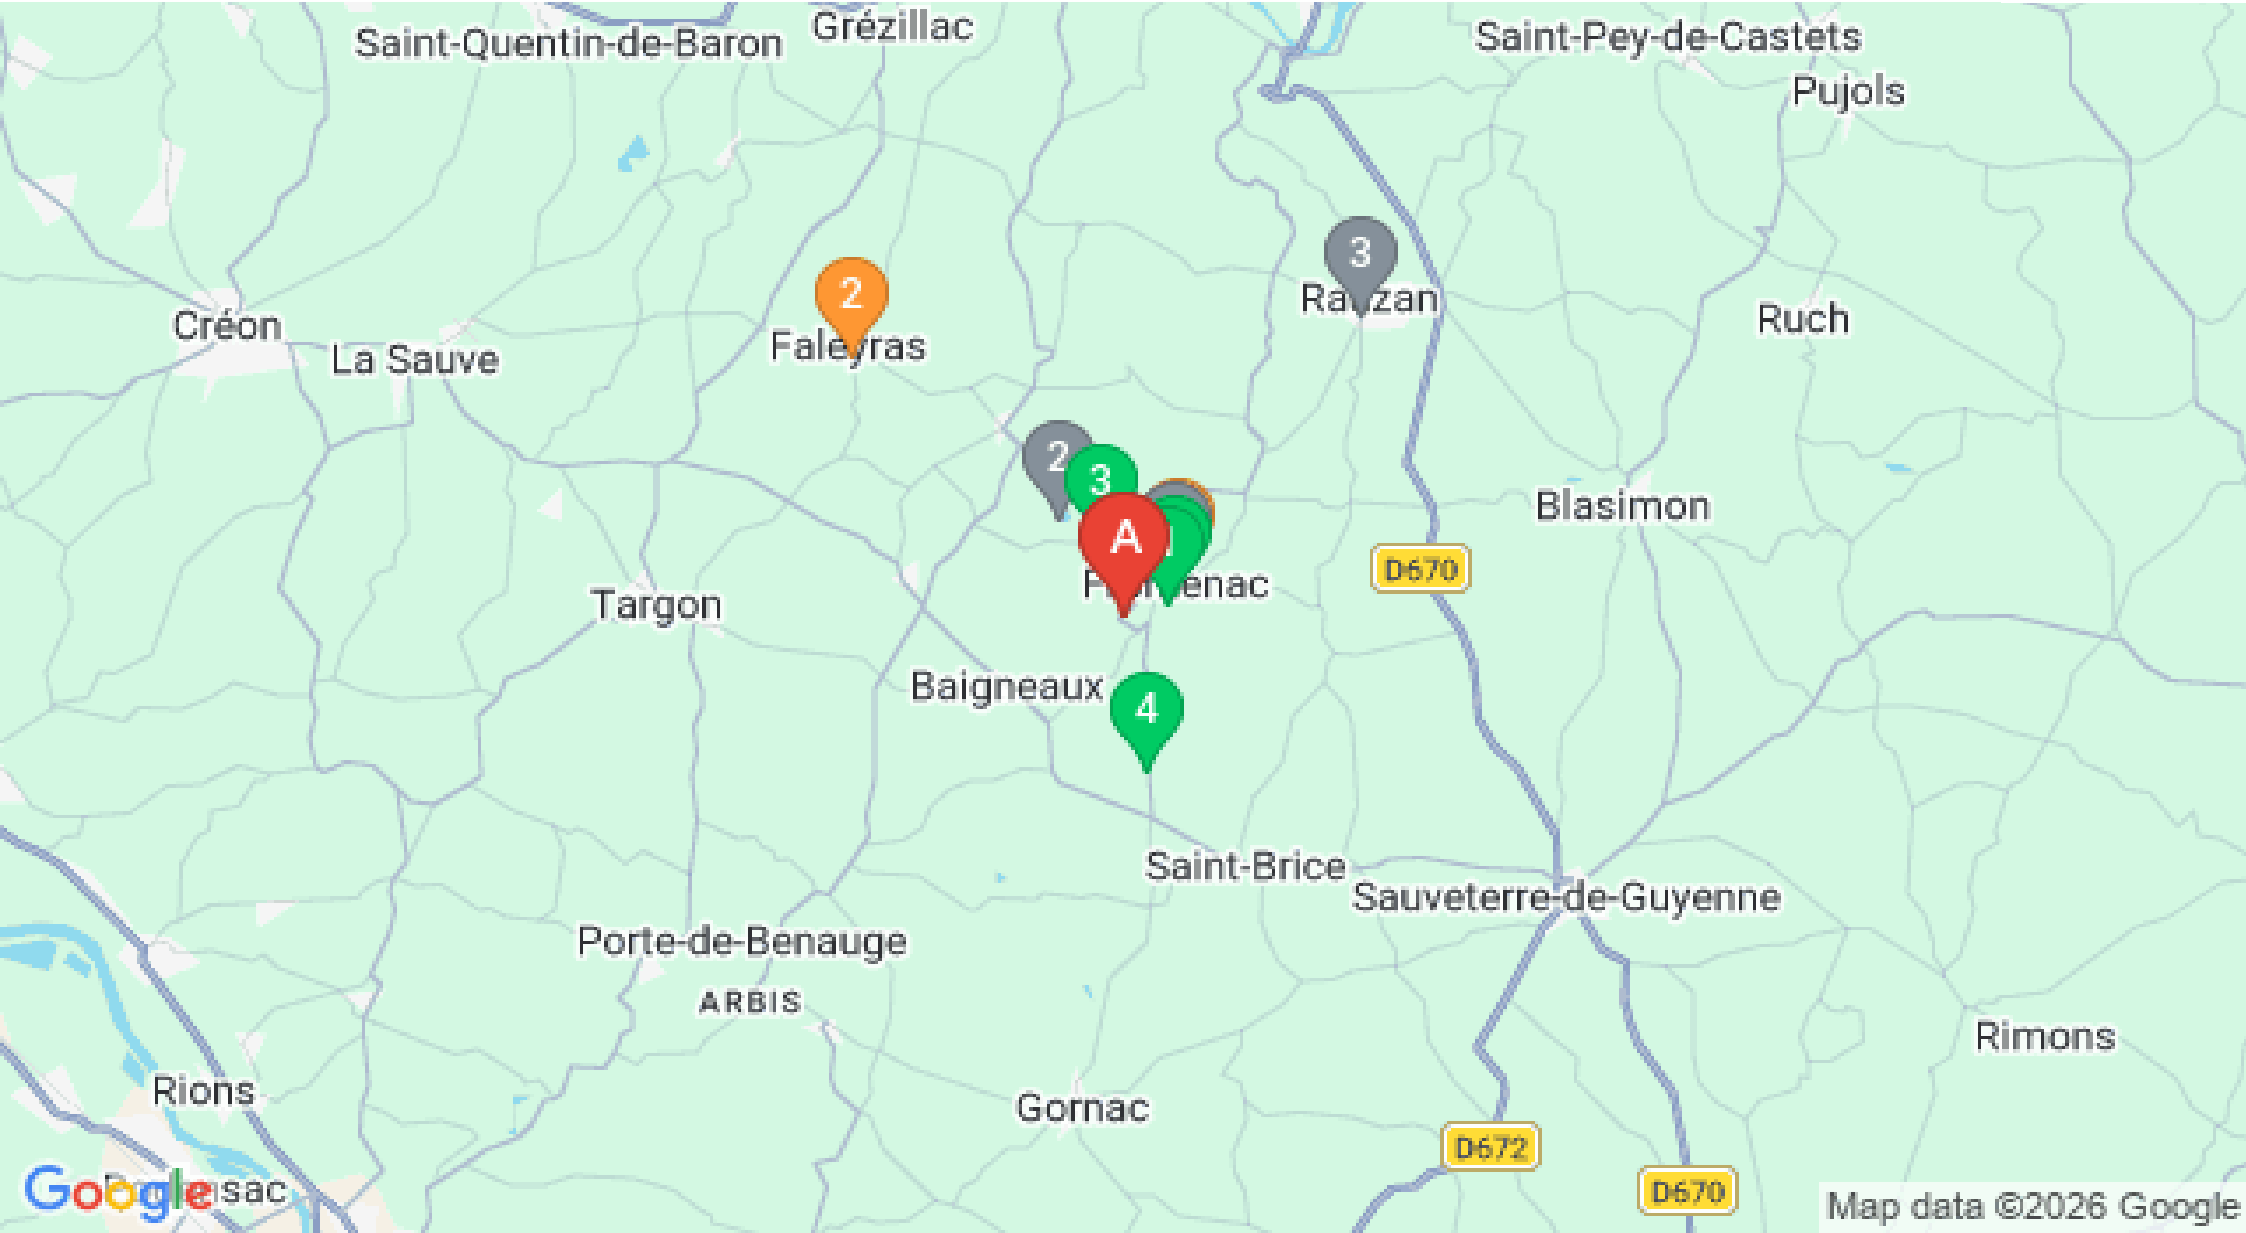 Grézillac
Saint-Quentin-de-Baron
Saint-Pey-de-Castets
Pujols
3
2
Créon
La Sauve
Faleyras
Ruch
2
3
A
Blasimon
D670
Targon
Baigneaux
4
Saint-Brice
Sauveterre-de-Guyenne
Porte-de-Benauge
ARBIS
Rimons
Rions
Gornac
D672
D670
Google
Map data ©2026 Google